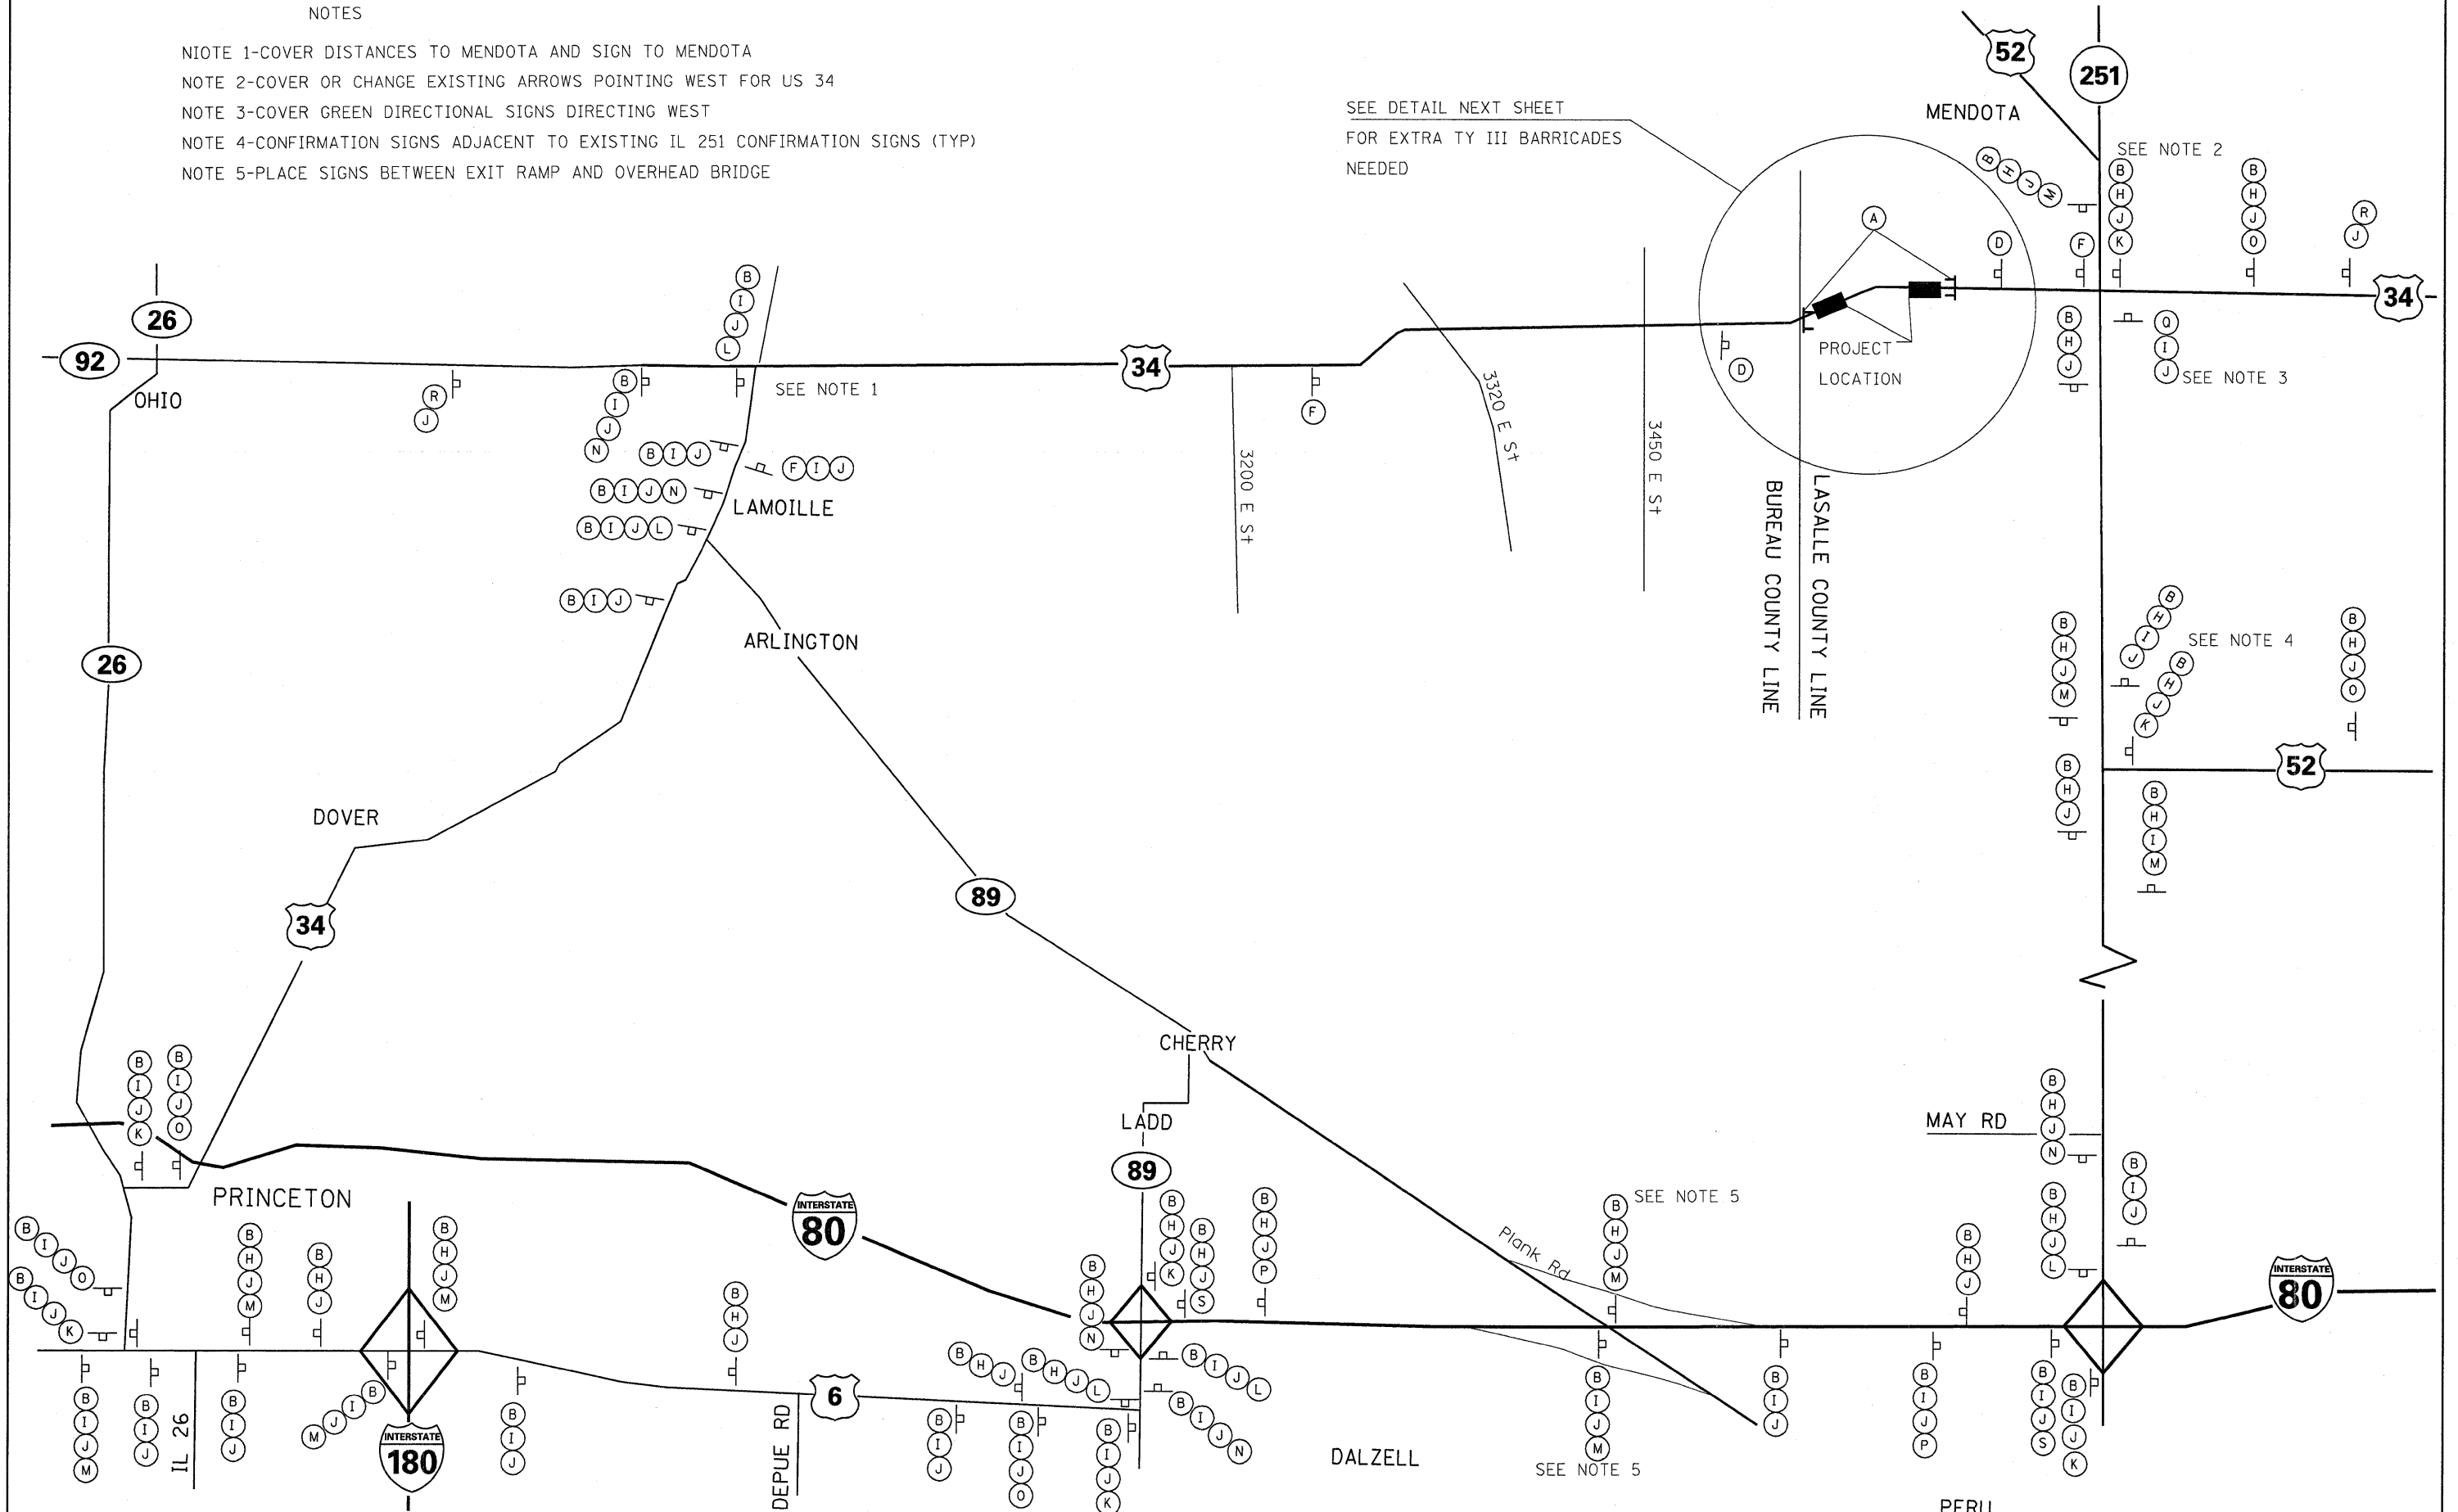 NOTES
NIOTE 1-COVER DISTANCES TO MENDOTA AND SIGN TO MENDOTA
NOTE 2-COVER OR CHANGE EXISTING ARROWS POINTING WEST FOR US 34
NOTE 3-COVER GREEN DIRECTIONAL SIGNS DIRECTING WEST
NOTE 4-CONFIRMATION SIGNS ADJACENT TO EXISTING IL 251 CONFIRMATION SIGNS (TYP)
NOTE 5-PLACE SIGNS BETWEEN EXIT RAMP AND OVERHEAD BRIDGE
SEE DETAIL NEXT SHEET
FOR EXTRA TY III BARRICADES
NEEDED
52
251
MENDOTA
SEE NOTE 2
B H J M
B H J K
B H J O
R J
A
D
F
34
26
92
OHIO
B I J L
SEE NOTE 1
R J
B I J N
34
F
D
PROJECT
LOCATION
B H J
Q I J
SEE NOTE 3
B I J
F I J
B I J N
LAMOILLE
B I J L
B I J
3200 E St
3320 E St
3450 E St
BUREAU COUNTY LINE
LASALLE COUNTY LINE
ARLINGTON
26
B H J M
B H I J
SEE NOTE 4
B H J K
B H J O
52
B H J
B H I M
DOVER
34
89
CHERRY
LADD
89
MAY RD
B H J N
B I J
B H J L
B I J K
B I J O
PRINCETON
INTERSTATE
80
B I J O
B I J K
B H J M
B H J
B H J M
B H J
B H J N
B H J K
B H J S
B H J P
Plank Rd
B H J M
SEE NOTE 5
B H J
INTERSTATE
80
B I J M
B I J
IL 26
B I J
B I J M
INTERSTATE
180
B I J
DEPUE RD
6
B H J
B H J L
B I J L
B I J N
B I J
B I J O
B I J K
DALZELL
B I J M
SEE NOTE 5
B I J
B I J P
B I J S
B I J K
PERU